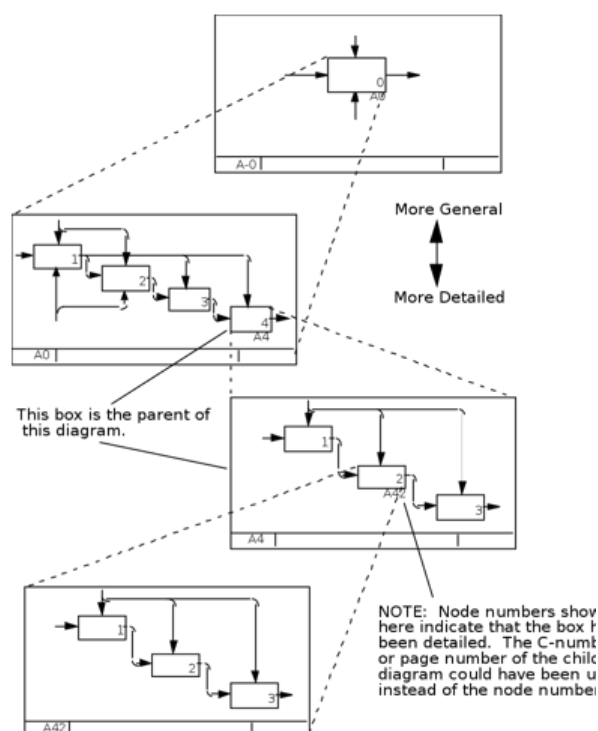 0
A0
A-0
More General
More Detailed
1
2
3
4
A4
A0
This box is the parent of
this diagram.
1
2
A42
3
A4
NOTE: Node numbers show
here indicate that the box h
been detailed. The C-numb
or page number of the child
diagram could have been u
instead of the node number
1
2
3
A42